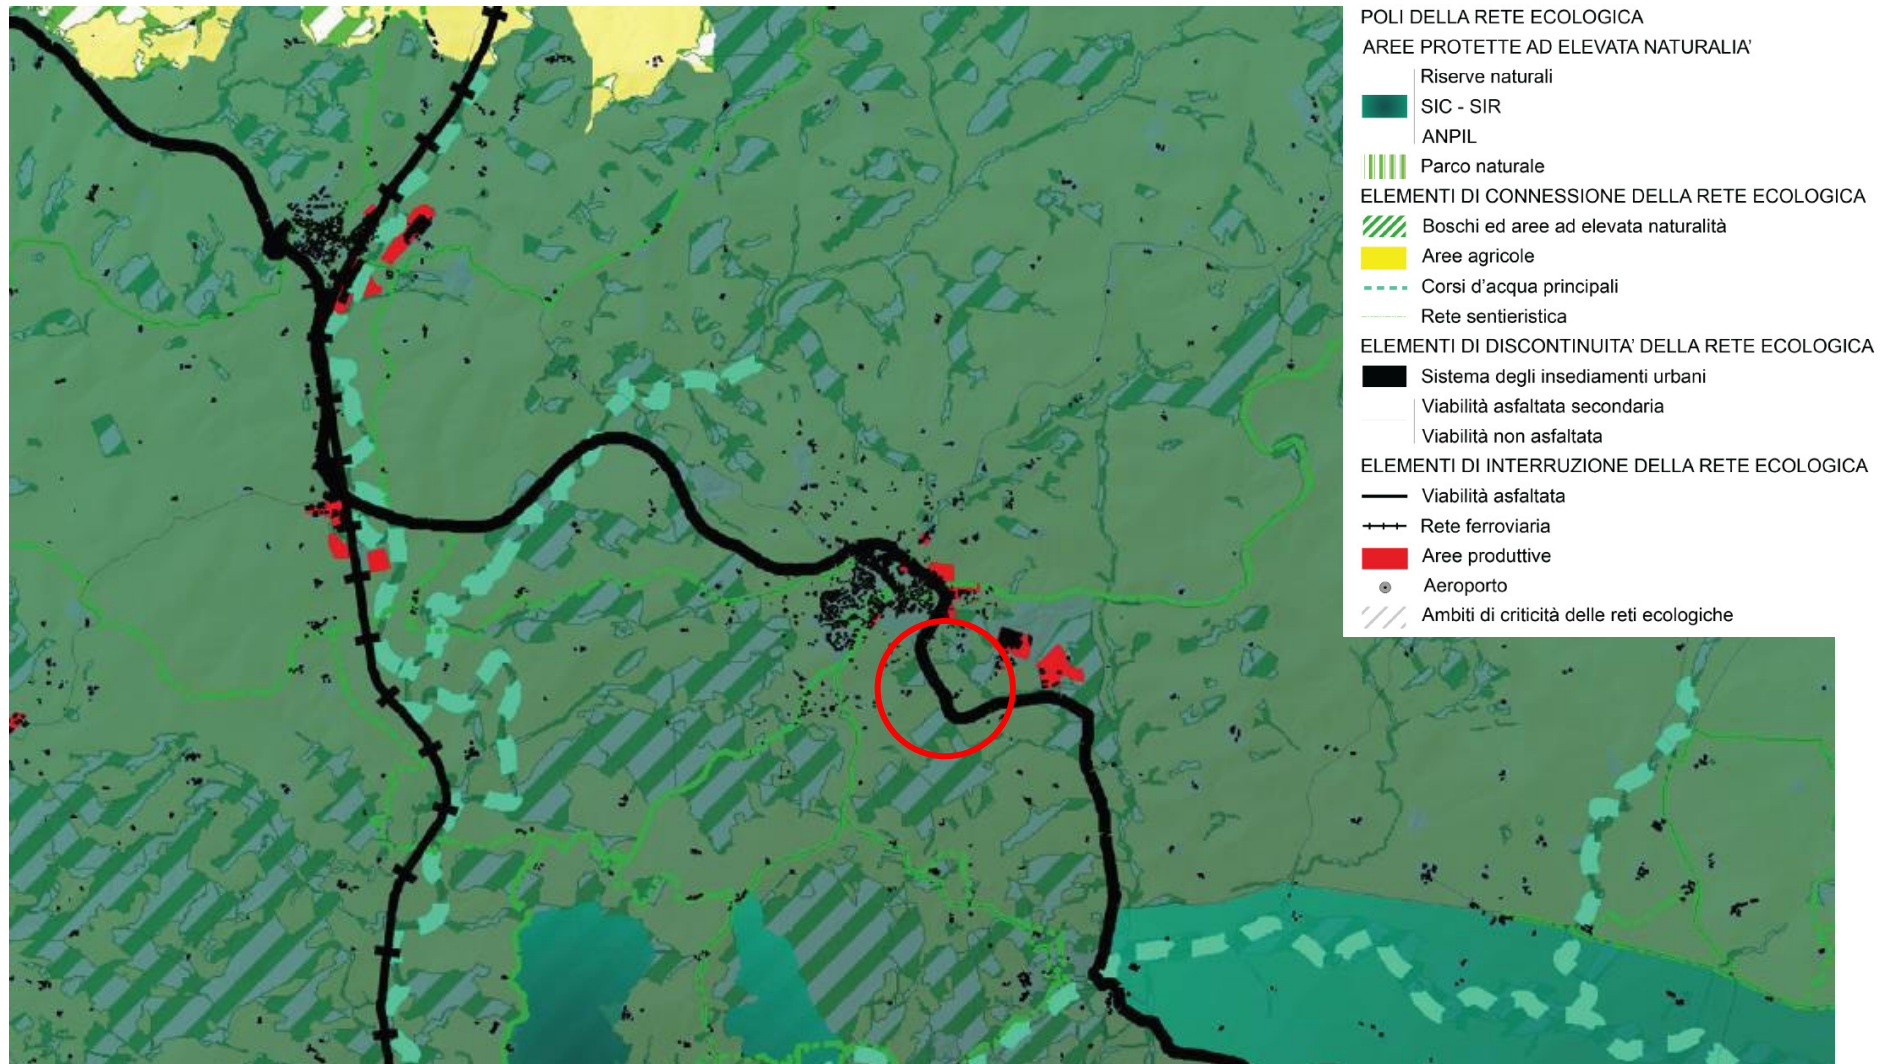 POLI DELLA RETE ECOLOGICA
AREE PROTETTE AD ELEVATA NATURALIA'
Riserve naturali
SIC - SIR
ANPIL
Parco naturale
ELEMENTI DI CONNESSIONE DELLA RETE ECOLOGICA
Boschi ed aree ad elevata naturalità
Aree agricole
Corsi d'acqua principali
Rete sentieristica
ELEMENTI DI DISCONTINUITA' DELLA RETE ECOLOGICA
Sistema degli insediamenti urbani
Viabilità asfaltata secondaria
Viabilità non asfaltata
ELEMENTI DI INTERRUZIONE DELLA RETE ECOLOGICA
Viabilità asfaltata
Rete ferroviaria
Aree produttive
Aeroporto
Ambiti di criticità delle reti ecologiche